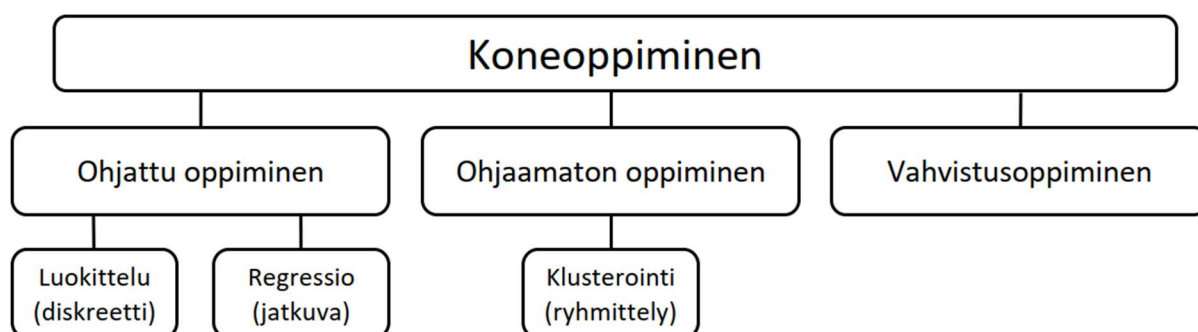 Koneoppiminen
Ohjattu oppiminen
Ohjaamaton oppiminen
Vahvistusoppiminen
Luokittelu
(diskreetti)
Regressio
(jatkuva)
Klusterointi
(ryhmittely)